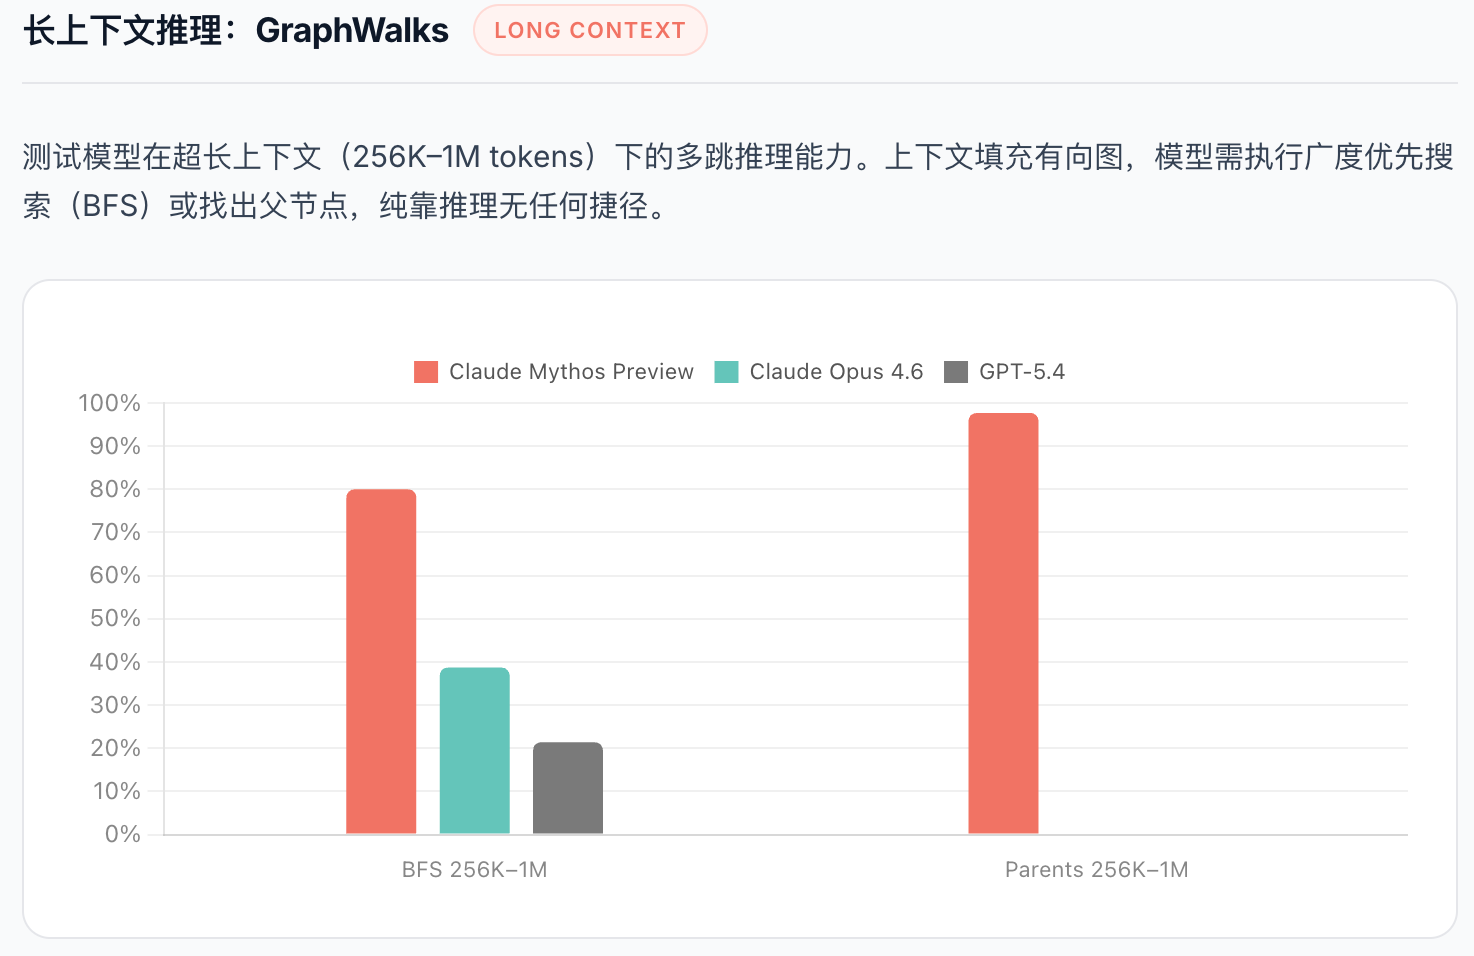 长上下文推理：GraphWalks LONG CONTEXT
测试模型在超长上下文（256K–1M tokens）下的多跳推理能力。上下文填充有向图，模型需执行广度优先搜
索（BFS）或找出父节点，纯靠推理无任何捷径。
Claude Mythos Preview Claude Opus 4.6 GPT-5.4
100%
90%
80%
70%
60%
50%
40%
30%
20%
10%
0%
BFS 256K–1M Parents 256K–1M